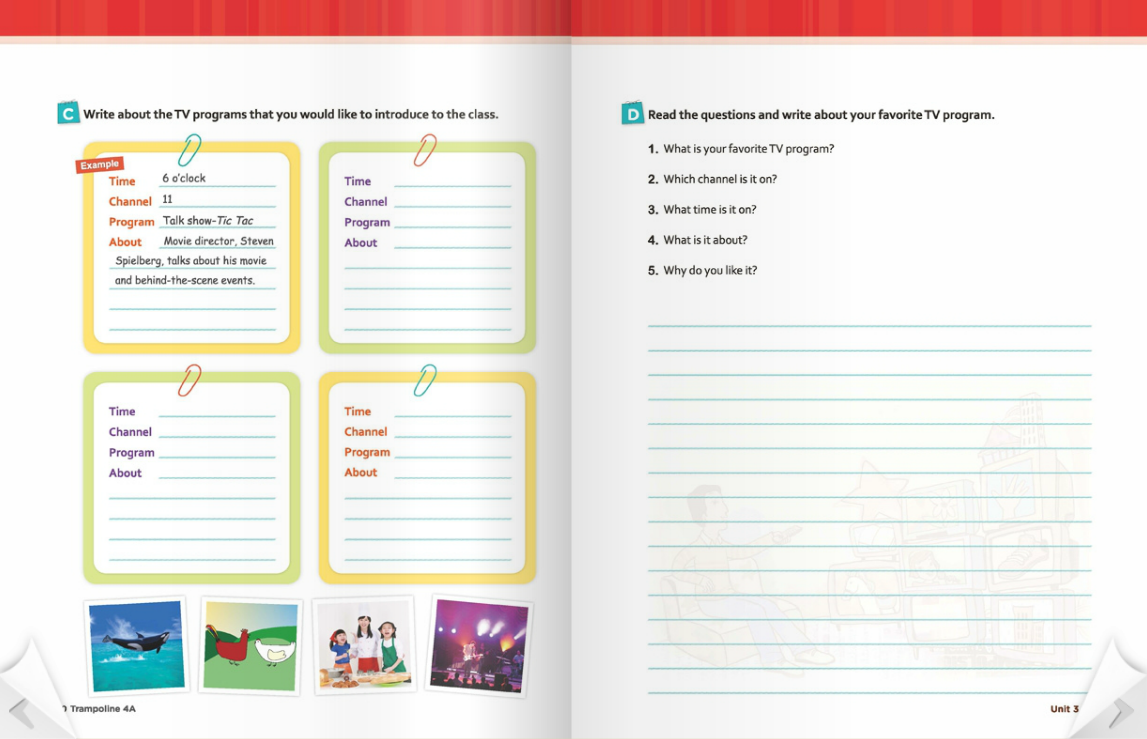 C Write about the TV programs that you would like to introduce to the class.
Example
Time 6 o'clock
Channel 11
Program Talk show-Tic Tac
About Movie director, Steven
Spielberg, talks about his movie
and behind-the-scene events.
Time
Channel
Program
About
Time
Channel
Program
About
Time
Channel
Program
About
Trampoline 4A
D Read the questions and write about your favorite TV program.
1. What is your favorite TV program?
2. Which channel is it on?
3. What time is it on?
4. What is it about?
5. Why do you like it?
Unit 3